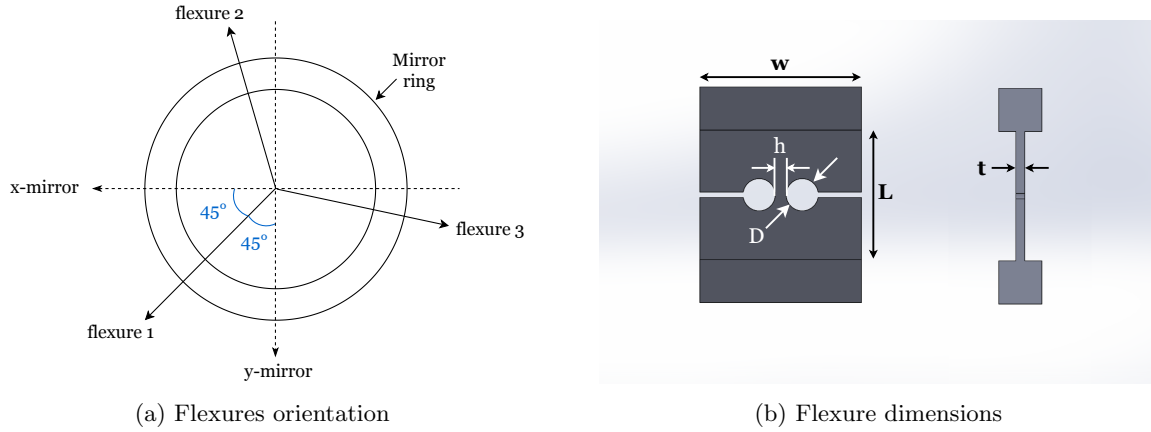 flexure 2
Mirror
ring
x-mirror
45°
45°
flexure 3
flexure 1
y-mirror
(a) Flexures orientation
w
h
t
L
D
(b) Flexure dimensions